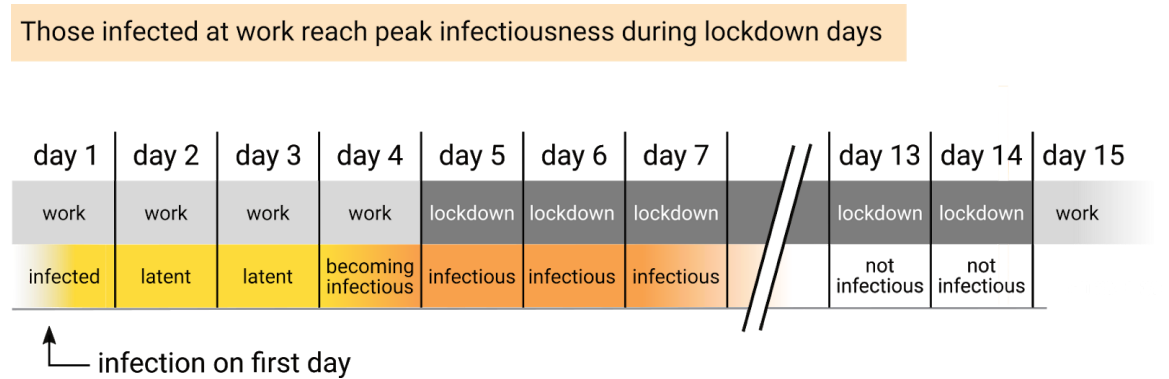 Those infected at work reach peak infectiousness during lockdown days
day 1 day 2 day 3 day 4 day 5 day 6 day 7 day 13 day 14 day 15
work work work work lockdown lockdown lockdown lockdown lockdown work
infected latent latent becoming infectious infectious infectious infectious not infectious not infectious
infection on first day